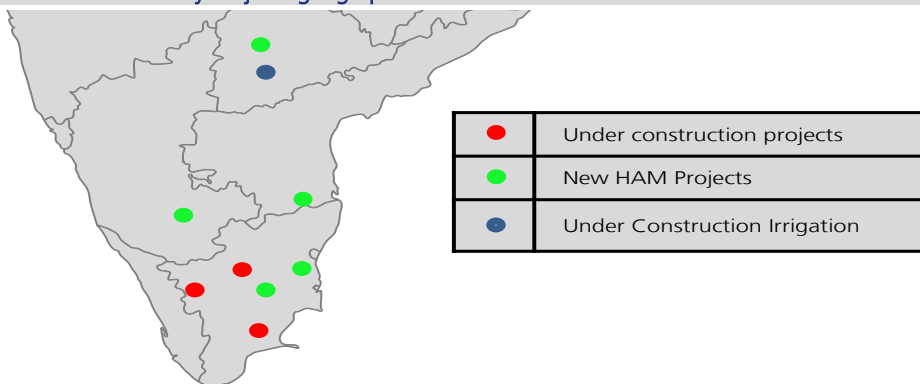 Under construction projects
New HAM Projects
Under Construction Irrigation